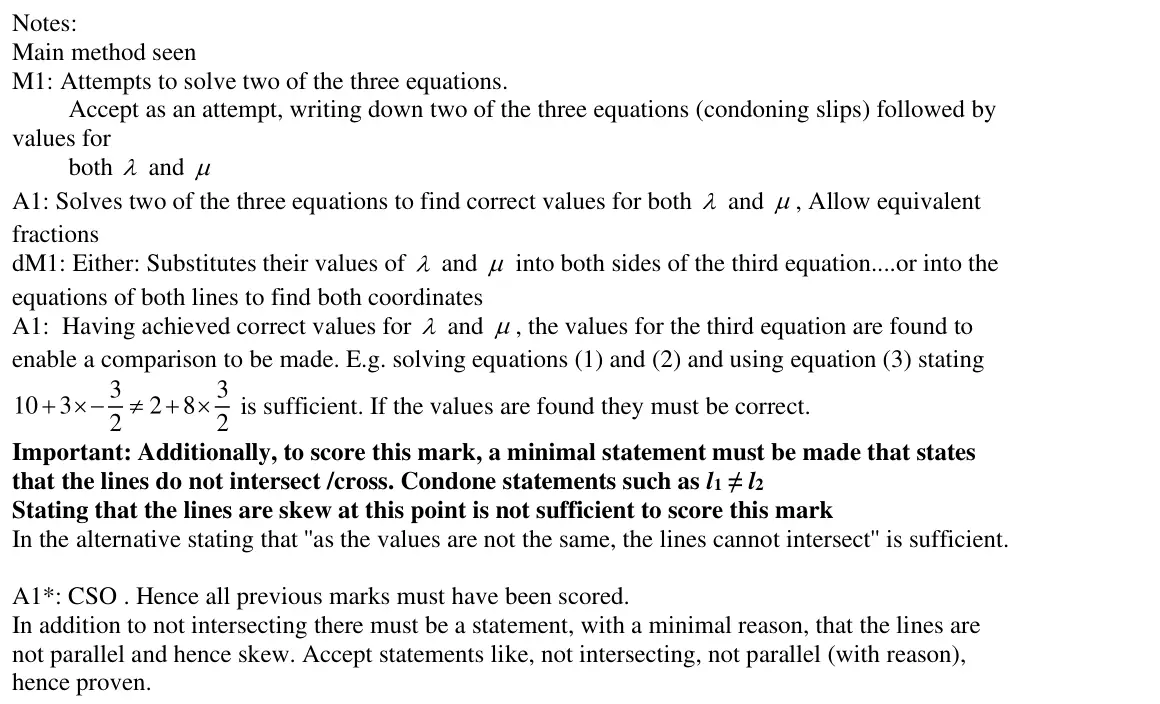 Notes:
Main method seen
M1: Attempts to solve two of the three equations.
Accept as an attempt, writing down two of the three equations (condoning slips) followed by
values for
both λ and μ
A1: Solves two of the three equations to find correct values for both λ and μ , Allow equivalent
fractions
dM1: Either: Substitutes their values of λ and μ into both sides of the third equation....or into the
equations of both lines to find both coordinates
A1: Having achieved correct values for λ and μ , the values for the third equation are found to
enable a comparison to be made. E.g. solving equations (1) and (2) and using equation (3) stating
10+3×−3/2 ≠ 2+8×3/2 is sufficient. If the values are found they must be correct.
Important: Additionally, to score this mark, a minimal statement must be made that states
that the lines do not intersect /cross. Condone statements such as l₁ ≠ l₂
Stating that the lines are skew at this point is not sufficient to score this mark
In the alternative stating that "as the values are not the same, the lines cannot intersect" is sufficient.
A1*: CSO . Hence all previous marks must have been scored.
In addition to not intersecting there must be a statement, with a minimal reason, that the lines are
not parallel and hence skew. Accept statements like, not intersecting, not parallel (with reason),
hence proven.